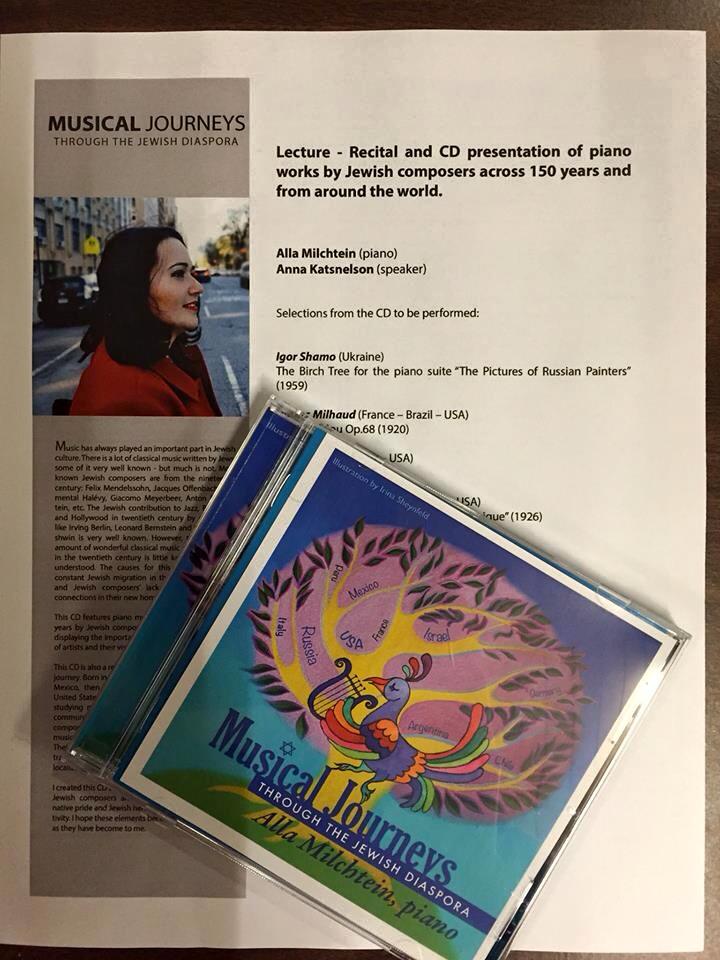 MUSICAL JOURNEYS
THROUGH THE JEWISH DIASPORA
Music has always played an important part in Jewish
culture. There is a lot of classical music written by Jew
some of it very well known - but much is not.
known Jewish composers are from the nine
century: Felix Mendelssohn, Jacques Offenbac
mental Halévy, Giacomo Meyerbeer, Anton
tein, etc. The Jewish contribution to Jazz,
and Hollywood in twentieth century by
like Irving Berlin, Leonard Bernstein and
shwin is very well known. However,
amount of wonderful classical music
in the twentieth century is little
understood. The causes for this
constant Jewish migration in th
and Jewish composers' lack
connections in their new hom
This CD features piano m
years by Jewish compo
displaying the importa
of artists and their vi
This CD is also a re
journey. Born in
Mexico, then
United State
studying m
commun
compo
music
The
tra
loca
I created this CD
Jewish composers
native pride and Jewish he
tivity. I hope these elements bec
as they have become to me.
Lecture - Recital and CD presentation of piano
works by Jewish composers across 150 years and
from around the world.
Alla Milchtein (piano)
Anna Katsnelson (speaker)
Selections from the CD to be performed:
Igor Shamo (Ukraine)
The Birch Tree for the piano suite "The Pictures of Russian Painters"
(1959)
Milhaud (France – Brazil – USA)
Op.68 (1920)
USA)
USA)
ique" (1926)
Illustration by Irina Sheynfeld
Peru
Mexico
Italy
Russia
USA
France
Israel
Germany
Argentina
Chile
Musical Journeys
THROUGH THE JEWISH DIASPORA
Alla Milchtein, piano